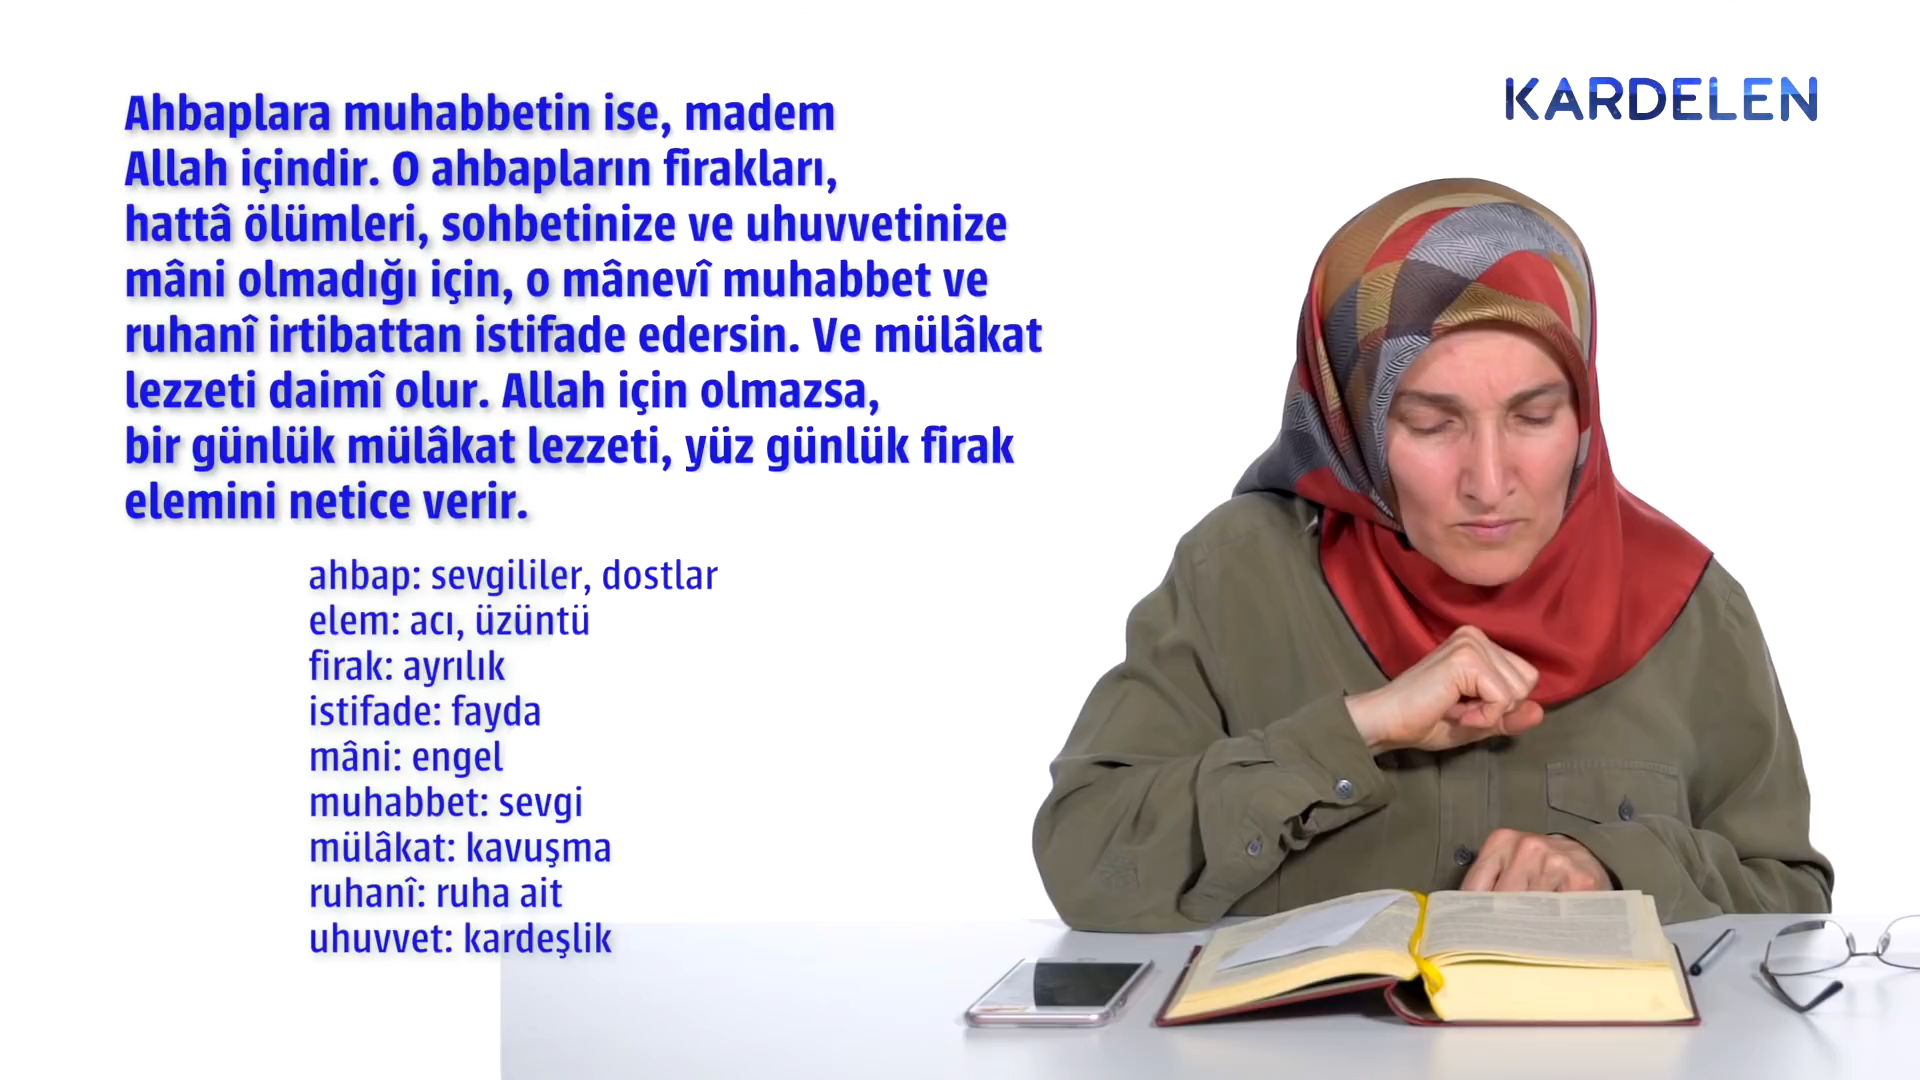 KARDELEN
Ahbaplara muhabbetin ise, madem
Allah içindir. O ahbapların firakları,
hattâ ölümleri, sohbetinize ve uhuvvetinize
mâni olmadığı için, o mânevî muhabbet ve
ruhanî irtibattan istifade edersin. Ve mülâkat
lezzeti daimî olur. Allah için olmazsa,
bir günlük mülâkat lezzeti, yüz günlük firak
elemini netice verir.
ahbap: sevgililer, dostlar
elem: acı, üzüntü
firak: ayrılık
istifade: fayda
mâni: engel
muhabbet: sevgi
mülâkat: kavuşma
ruhanî: ruha ait
uhuvvet: kardeşlik